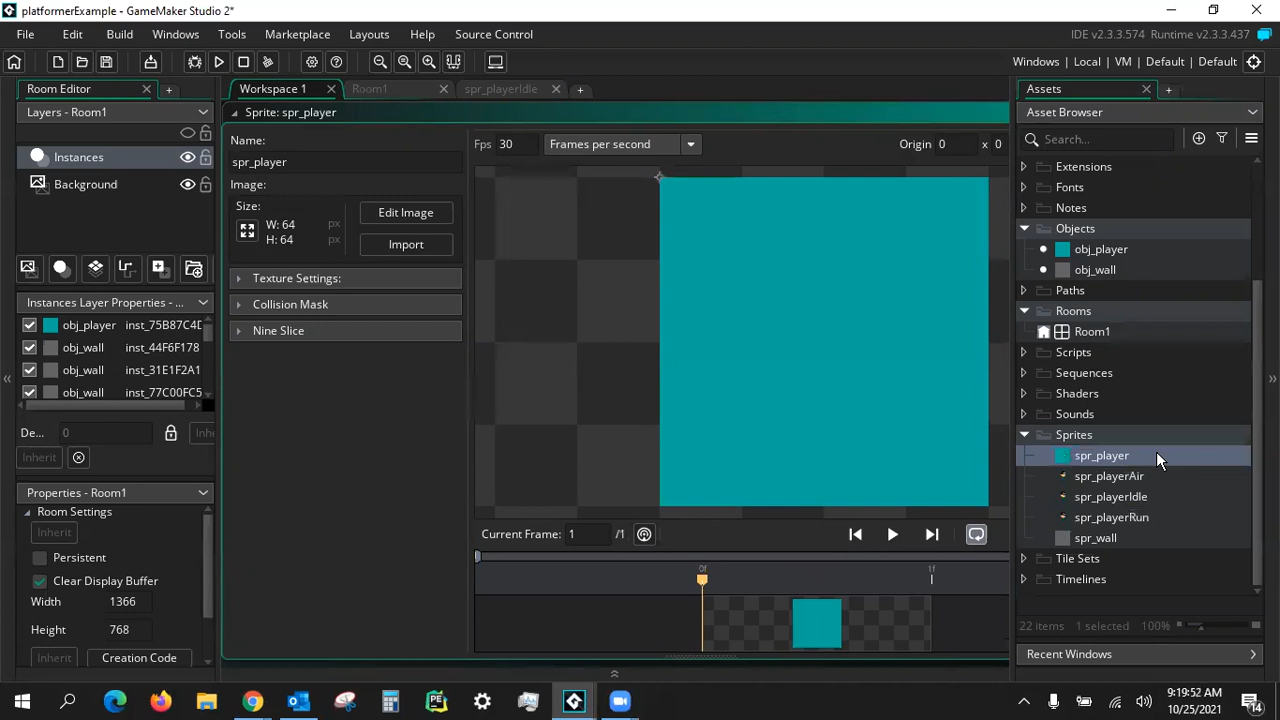 platformerExample - GameMaker Studio 2*
File Edit Build Windows Tools Marketplace Layouts Help Source Control
IDE v2.3.3.574 Runtime v2.3.3.437
Windows | Local | VM | Default | Default
Room Editor
Workspace 1 Room1 spr_playerIdle
Assets
Layers - Room1
Sprite: spr_player
Asset Browser
Name:
Fps 30 Frames per second Origin 0 x 0
Search...
Instances
spr_player
Extensions
Background
Image:
Fonts
Size:
W: 64 px
H: 64 px
Edit Image
Import
Notes
Objects
obj_player
obj_wall
Texture Settings:
Paths
Instances Layer Properties - ...
Collision Mask
Rooms
obj_player inst_75B87C4D
Nine Slice
Room1
obj_wall inst_44F6F178
Scripts
obj_wall inst_31E1F2A1
Sequences
obj_wall inst_77C00FC5
Shaders
Sounds
De... 0 Inh
Sprites
Inherit
spr_player
spr_playerAir
Properties - Room1
spr_playerIdle
Room Settings
spr_playerRun
Inherit
Current Frame: 1 /1
spr_wall
Persistent
Tile Sets
Clear Display Buffer
0f 1f
Timelines
Width 1366
Height 768
22 items 1 selected 100%
Inherit Creation Code
Recent Windows
PE
9:19:52 AM
10/25/2021
14